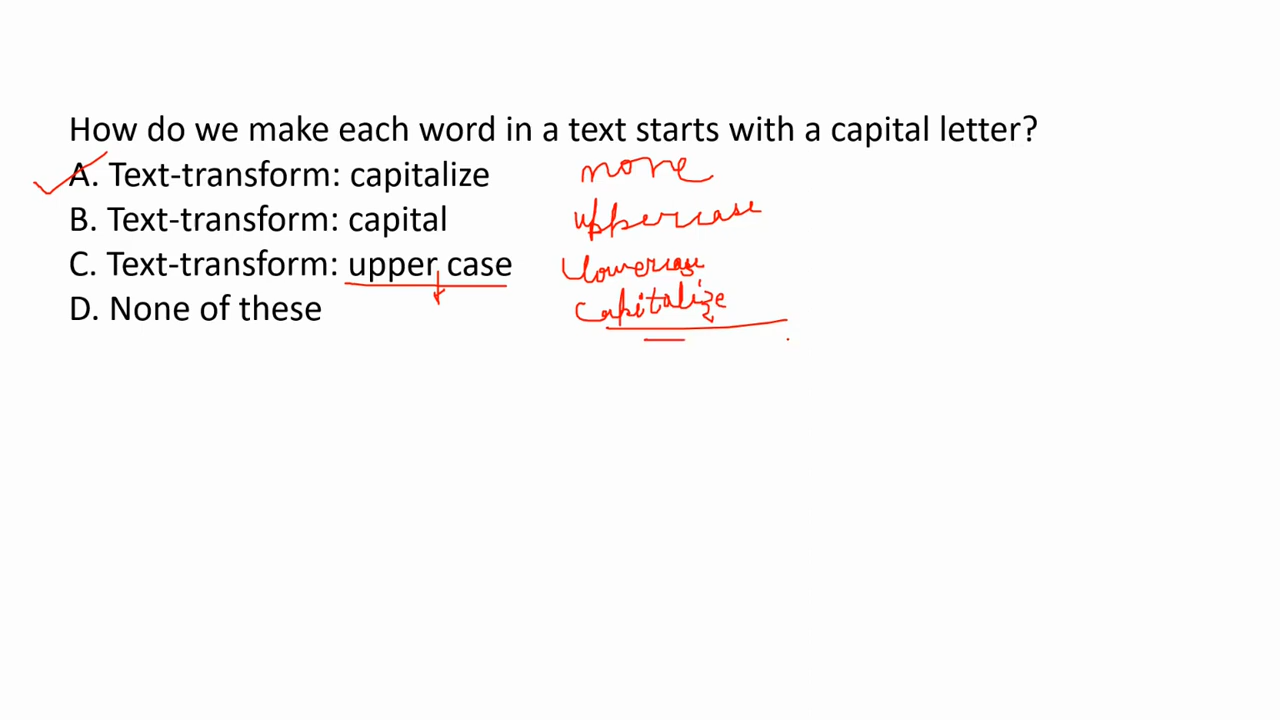 How do we make each word in a text starts with a capital letter?
A. Text-transform: capitalize
B. Text-transform: capital
C. Text-transform: upper case
D. None of these
none
uppercase
lowercase
Capitalize